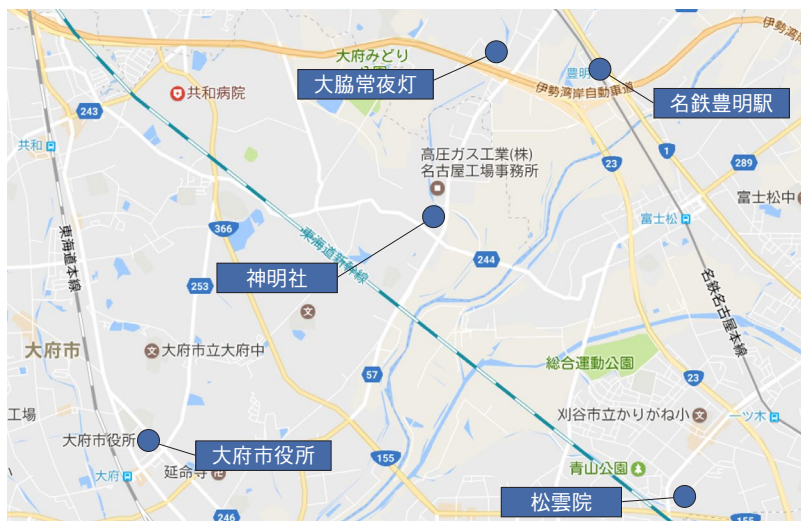 大府みどり
公園
伊勢湾岸
大脇常夜灯
豊明
伊勢湾岸自動車道
名鉄豊明駅
共和病院
243
共和
高圧ガス工業(株)
名古屋工場事務所
23
1
289
富士松中
366
富士松
東海道本線
東海道新幹線
244
神明社
253
名鉄名古屋本線
大府市
大府市立大府中
総合運動公園
57
23
工場
刈谷市立かりがね小
一ツ木
大府市役所
大府市役所
155
大府
延命寺
青山公園
松雲院
246
155